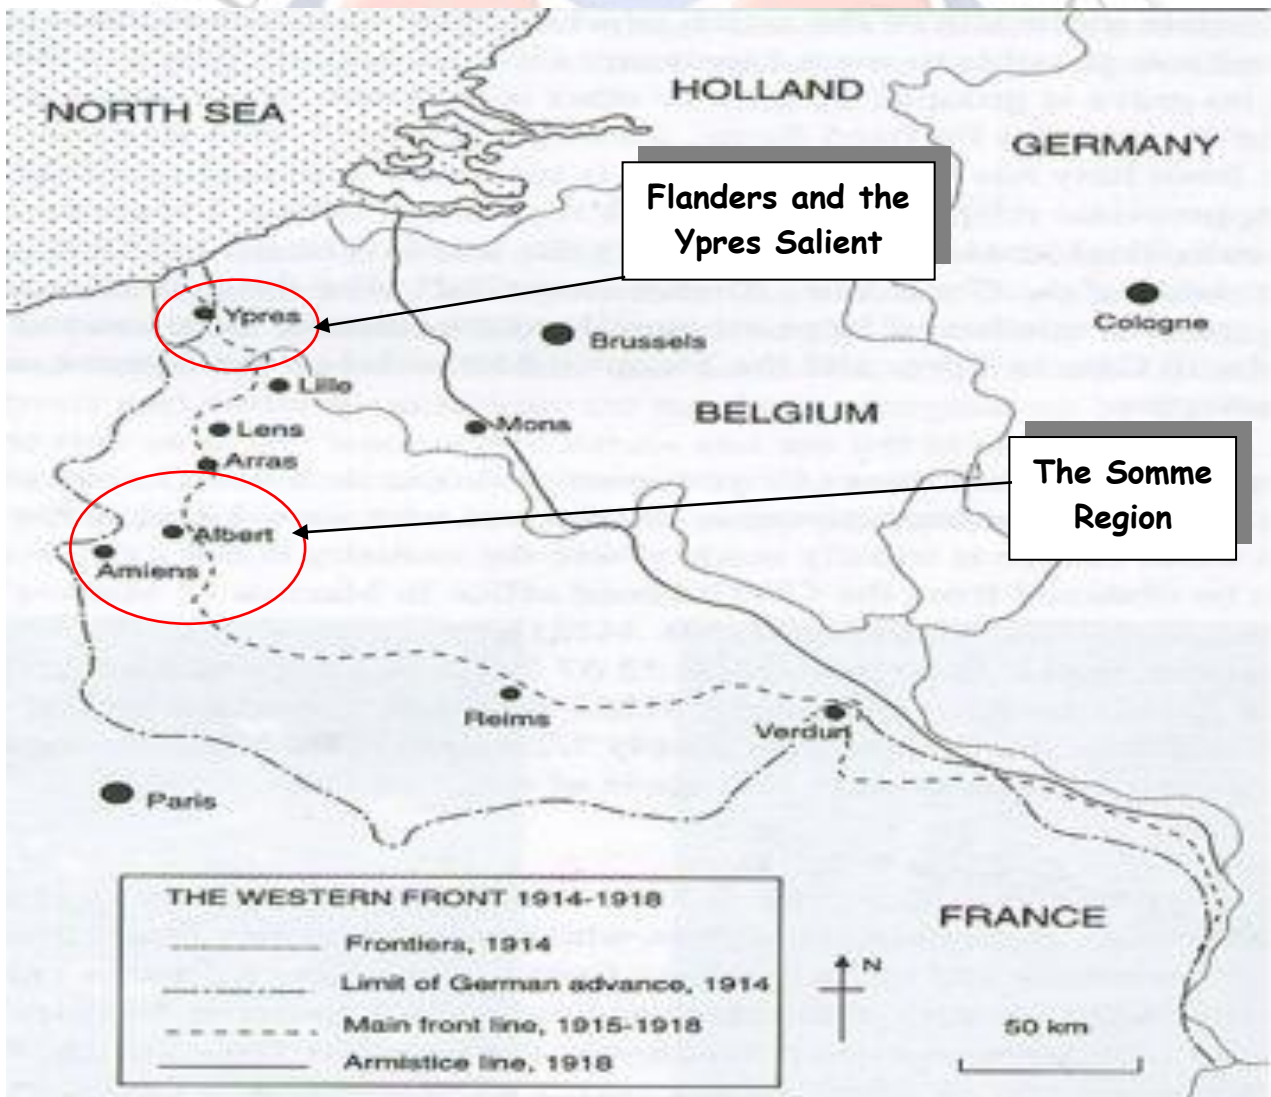 NORTH SEA
HOLLAND
GERMANY
Flanders and the
Ypres Salient
Ypres
Brussels
Cologne
Lille
Lens
Mons
BELGIUM
Arras
The Somme
Region
Albert
Amiens
Reims
Verdun
Paris
THE WESTERN FRONT 1914-1918
Frontiers, 1914
Limit of German advance, 1914
Main front line, 1915-1918
Armistice line, 1918
FRANCE
N
50 km